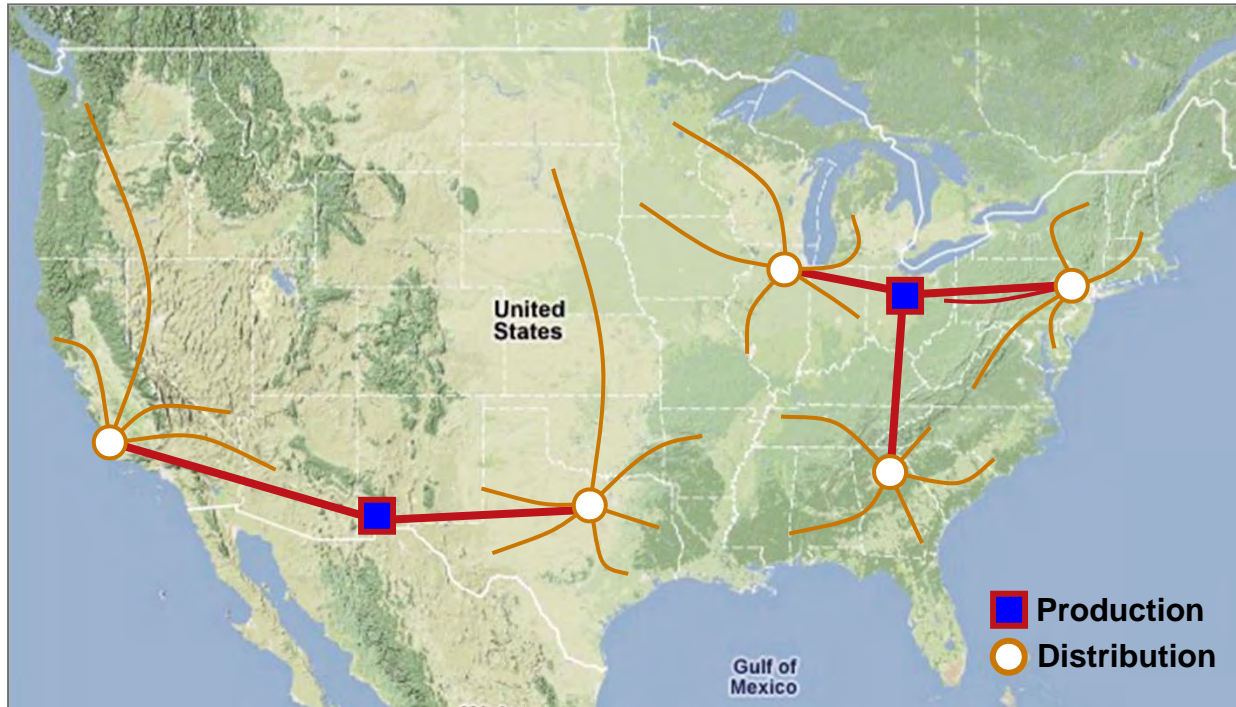 United
States
Production
Distribution
Gulf of
Mexico